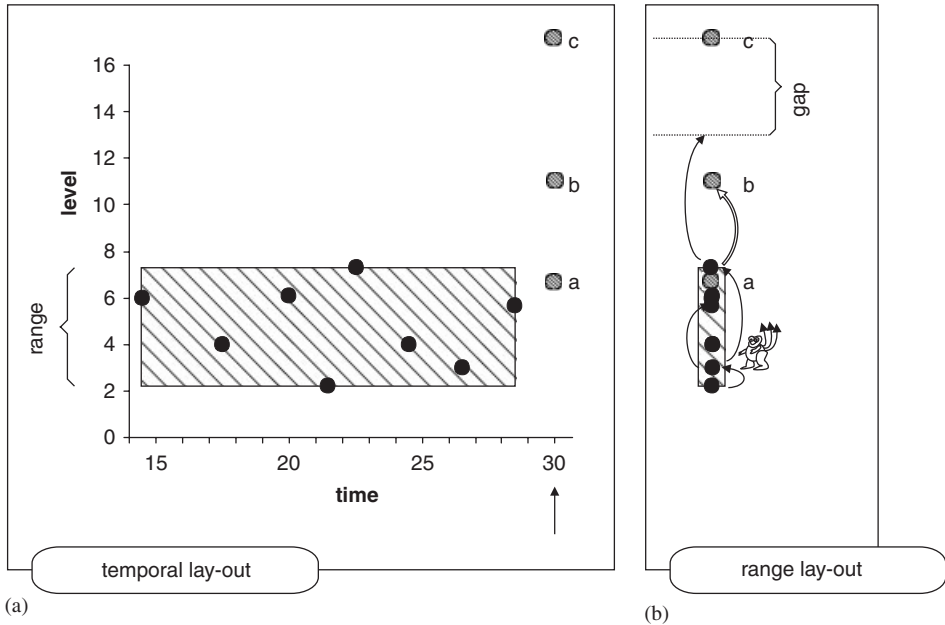 c
16
14
12
b
level
10
8
a
range
6
4
2
0
15
20
25
30
time
temporal lay-out
(a)
c
gap
b
a
range lay-out
(b)